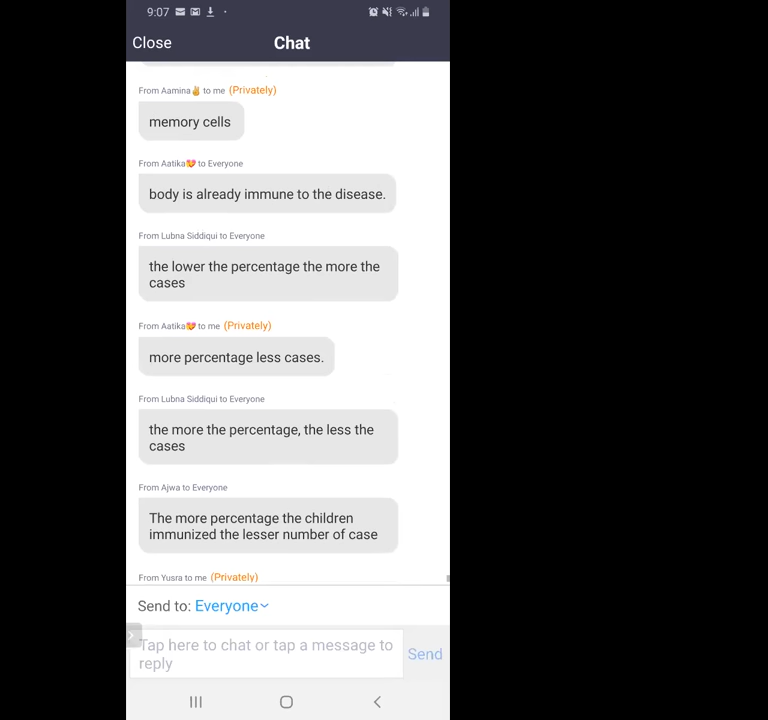 9:07
Close
Chat
From Aamina✌ to me (Privately)
memory cells
From Aatika💝 to Everyone
body is already immune to the disease.
From Lubna Siddiqui to Everyone
the lower the percentage the more the
cases
From Aatika💝 to me (Privately)
more percentage less cases.
From Lubna Siddiqui to Everyone
the more the percentage, the less the
cases
From Ajwa to Everyone
The more percentage the children
immunized the lesser number of case
From Yusra to me (Privately)
Send to: Everyone
Tap here to chat or tap a message to
reply
Send